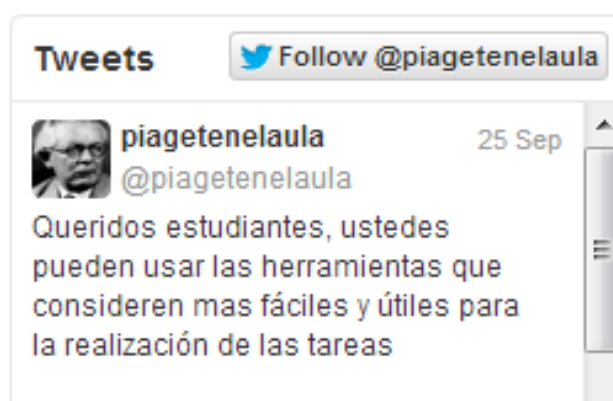 Tweets
Follow @piagetenelaula
piagetenelaula
25 Sep
@piagetenelaula
Queridos estudiantes, ustedes
pueden usar las herramientas que
consideren mas fáciles y útiles para
la realización de las tareas